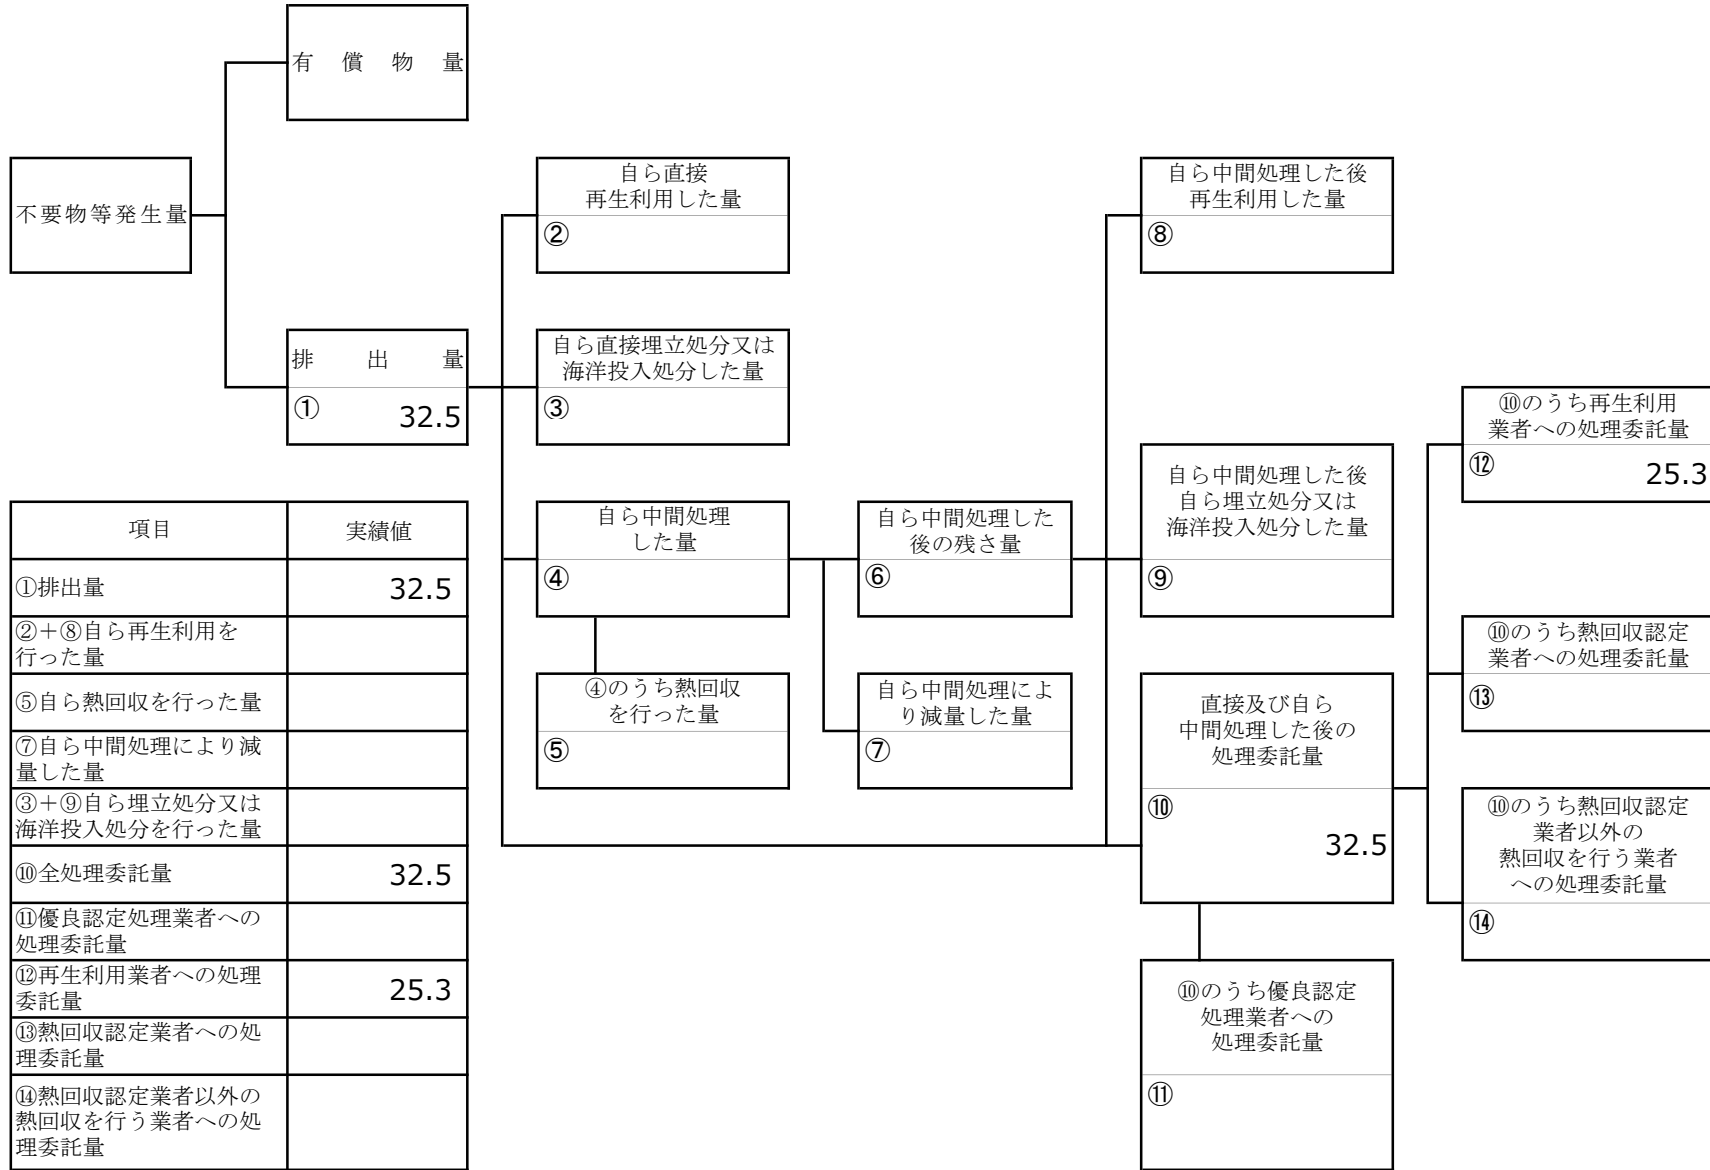 有償物量
不要物等発生量
自ら直接
再生利用した量
②
自ら中間処理した後
再生利用した量
⑧
排出量
①
32.5
自ら直接埋立処分又は
海洋投入処分した量
③
⑩のうち再生利用
業者への処理委託量
⑫
25.3
自ら中間処理
した量
④
自ら中間処理した
後の残さ量
⑥
自ら中間処理した後
自ら埋立処分又は
海洋投入処分した量
⑨
⑩のうち熱回収認定
業者への処理委託量
⑬
④のうち熱回収
を行った量
⑤
自ら中間処理によ
り減量した量
⑦
直接及び自ら
中間処理した後の
処理委託量
⑩
32.5
⑩のうち熱回収認定
業者以外の
熱回収を行う業者
への処理委託量
⑭
⑩のうち優良認定
処理業者への
処理委託量
⑪
項目 実績値
①排出量 32.5
②＋⑧自ら再生利用を
行った量
⑤自ら熱回収を行った量
⑦自ら中間処理により減
量した量
③＋⑨自ら埋立処分又は
海洋投入処分を行った量
⑩全処理委託量 32.5
⑪優良認定処理業者への
処理委託量
⑫再生利用業者への処理
委託量 25.3
⑬熱回収認定業者への処
理委託量
⑭熱回収認定業者以外の
熱回収を行う業者への処
理委託量